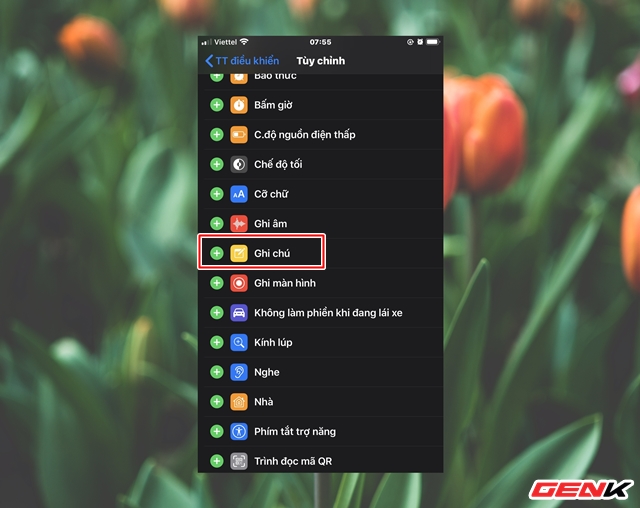 Viettel 07:55
TT điều khiển Tùy chỉnh
Báo thức
Bấm giờ
C.độ nguồn điện thấp
Chế độ tối
AA Cỡ chữ
Ghi âm
Ghi chú
Ghi màn hình
Không làm phiền khi đang lái xe
Kính lúp
Nghe
Nhà
Phím tắt trợ năng
Trình đọc mã QR
GENK